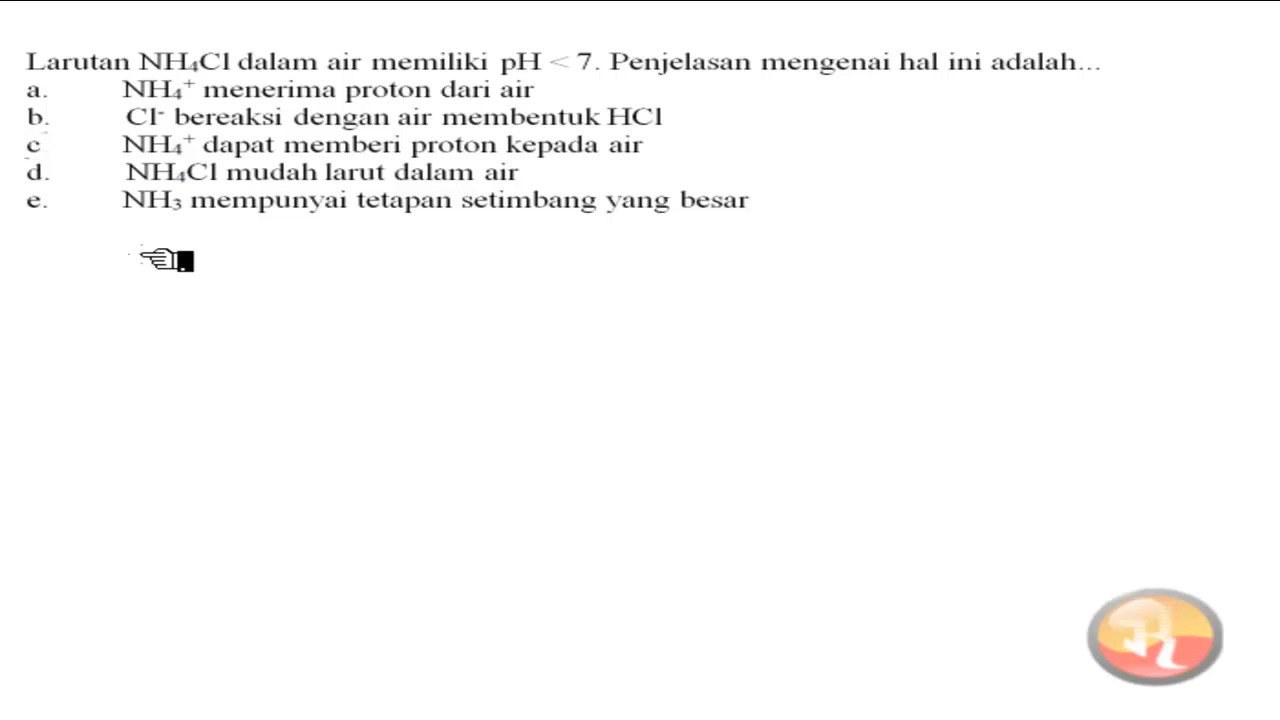 Larutan NH₄Cl dalam air memiliki pH < 7. Penjelasan mengenai hal ini adalah...
a. NH₄⁺ menerima proton dari air
b. Cl⁻ bereaksi dengan air membentuk HCl
c NH₄⁺ dapat memberi proton kepada air
d. NH₄Cl mudah larut dalam air
e. NH₃ mempunyai tetapan setimbang yang besar